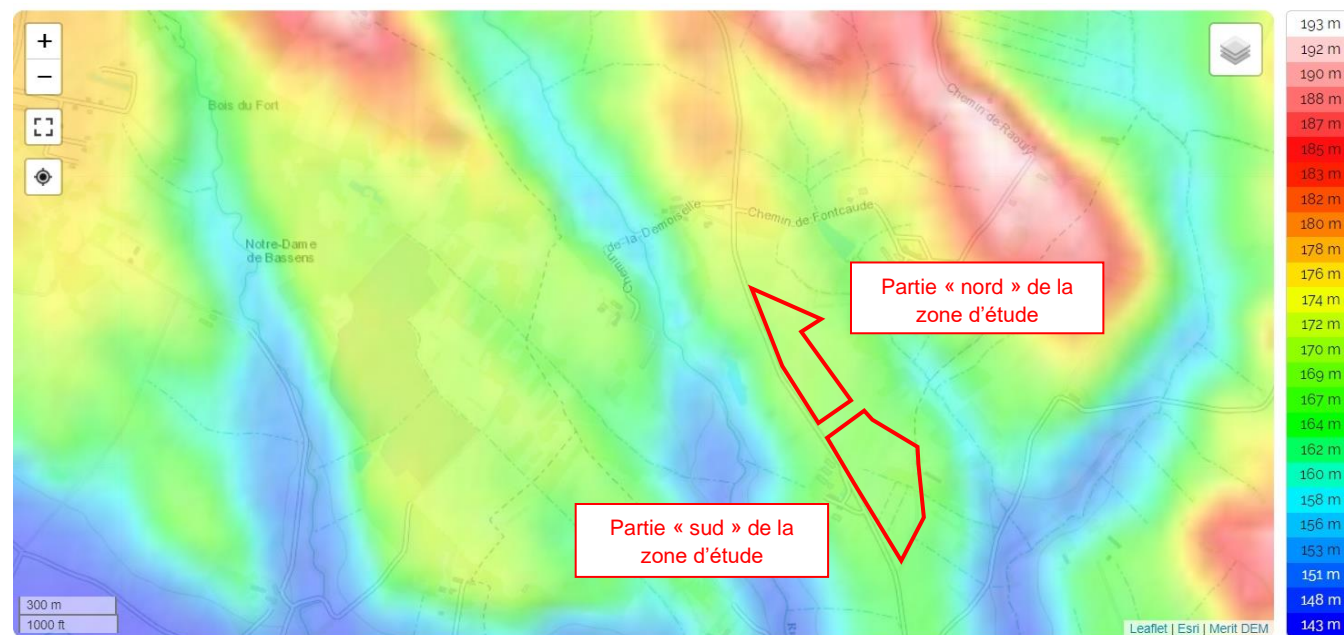 +
−
Bois du Fort
Notre-Dame
de Bassens
Chemin
de-la-Demoiselle
Chemin de Fontcaude
Chemin de Raouly
Partie « nord » de la
zone d'étude
Partie « sud » de la
zone d'étude
300 m
1000 ft
Leaflet | Esri | Merit DEM
193 m
192 m
190 m
188 m
187 m
185 m
183 m
182 m
180 m
178 m
176 m
174 m
172 m
170 m
169 m
167 m
164 m
162 m
160 m
158 m
156 m
153 m
151 m
148 m
143 m